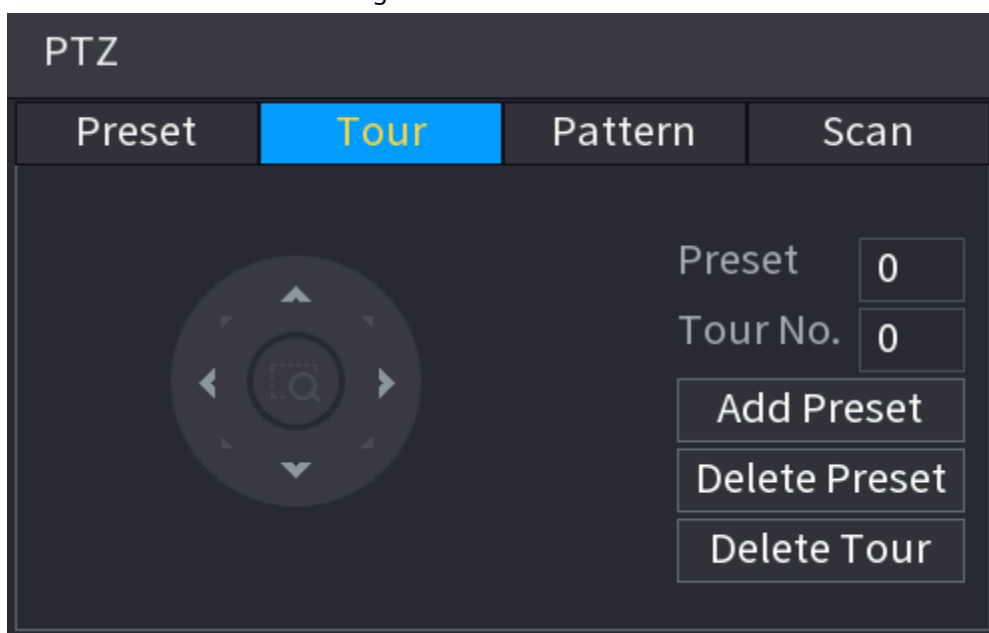 PTZ
Preset Tour Pattern Scan
Preset 0
Tour No. 0
Add Preset
Delete Preset
Delete Tour